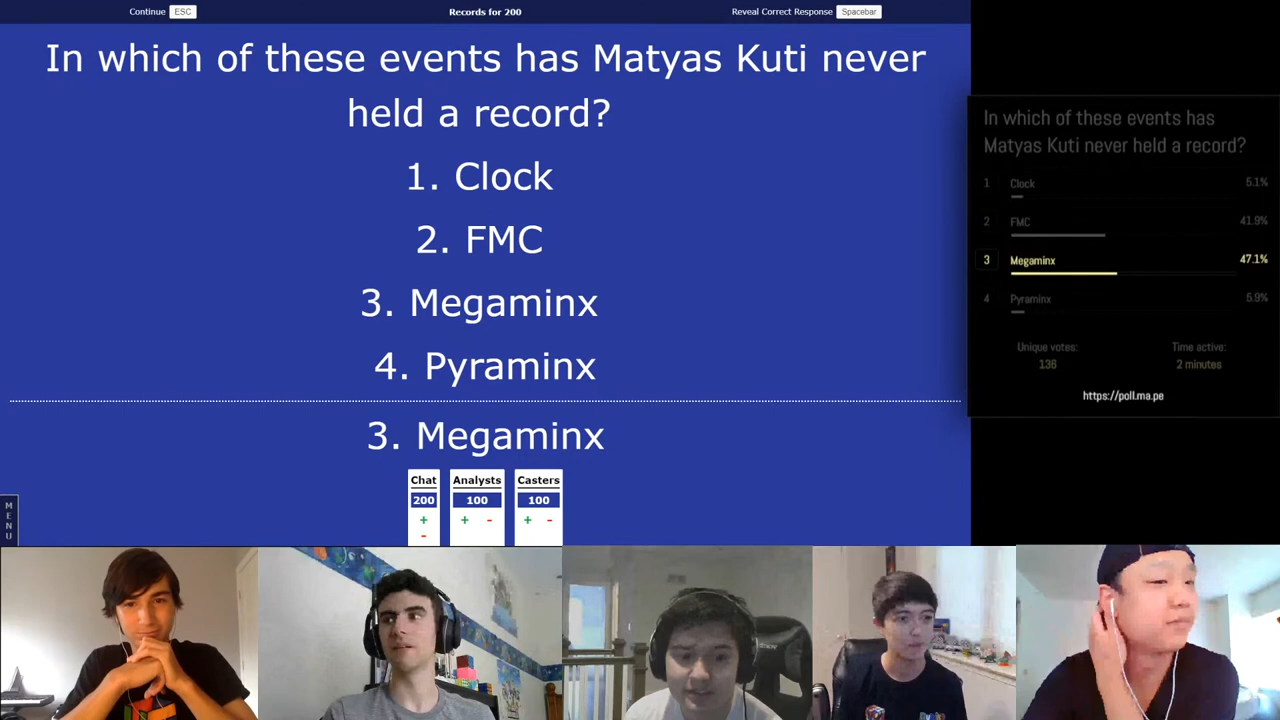 Continue ESC
Records for 200
Reveal Correct Response Spacebar
In which of these events has Matyas Kuti never
held a record?
1. Clock
2. FMC
3. Megaminx
4. Pyraminx
3. Megaminx
Chat Analysts Casters
200 100 100
+ + - + -
-
MENU
In which of these events has
Matyas Kuti never held a record?
1 Clock 5.1%
2 FMC 41.9%
3 Megaminx 47.1%
4 Pyraminx 5.9%
Unique votes: Time active:
136 2 minutes
https://poll.ma.pe